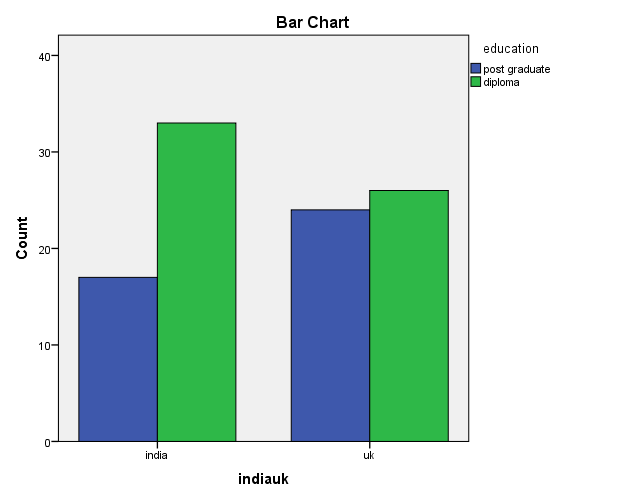 Bar Chart
education
post graduate
diploma
Count
40
30
20
10
0
india
uk
indiauk